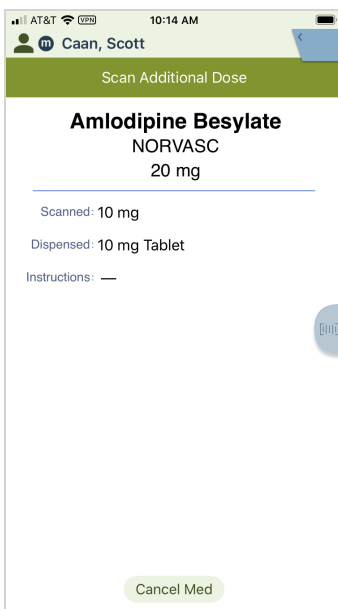 AT&T VPN 10:14 AM
m Caan, Scott
Scan Additional Dose
Amlodipine Besylate
NORVASC
20 mg
Scanned: 10 mg
Dispensed: 10 mg Tablet
Instructions: —
Cancel Med